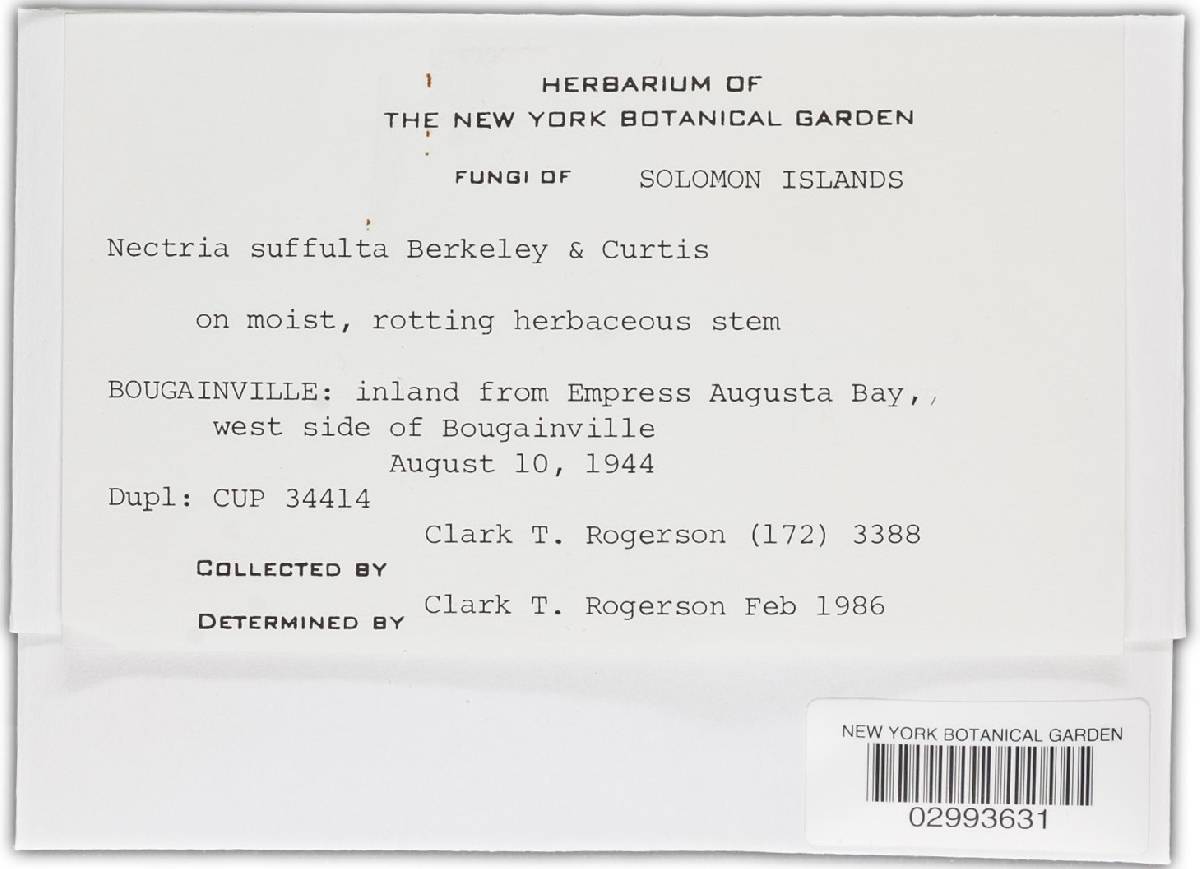 HERBARIUM OF
THE NEW YORK BOTANICAL GARDEN
FUNGI OF SOLOMON ISLANDS
Nectria suffulta Berkeley & Curtis
on moist, rotting herbaceous stem
BOUGAINVILLE: inland from Empress Augusta Bay,,
west side of Bougainville
August 10, 1944
Dupl: CUP 34414
Clark T. Rogerson (172) 3388
COLLECTED BY
Clark T. Rogerson Feb 1986
DETERMINED BY
NEW YORK BOTANICAL GARDEN
02993631